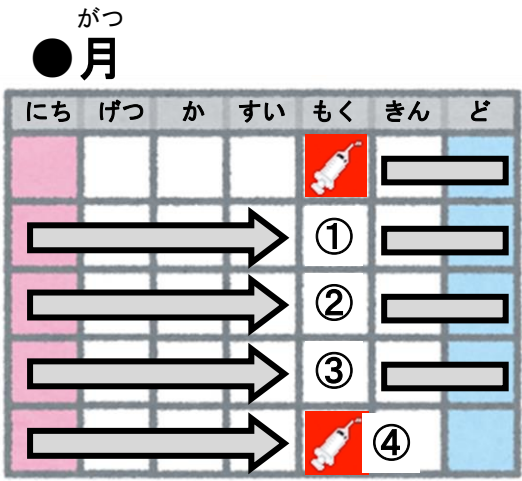 がつ
●月
にち げつ か すい もく きん ど
①
②
③
④